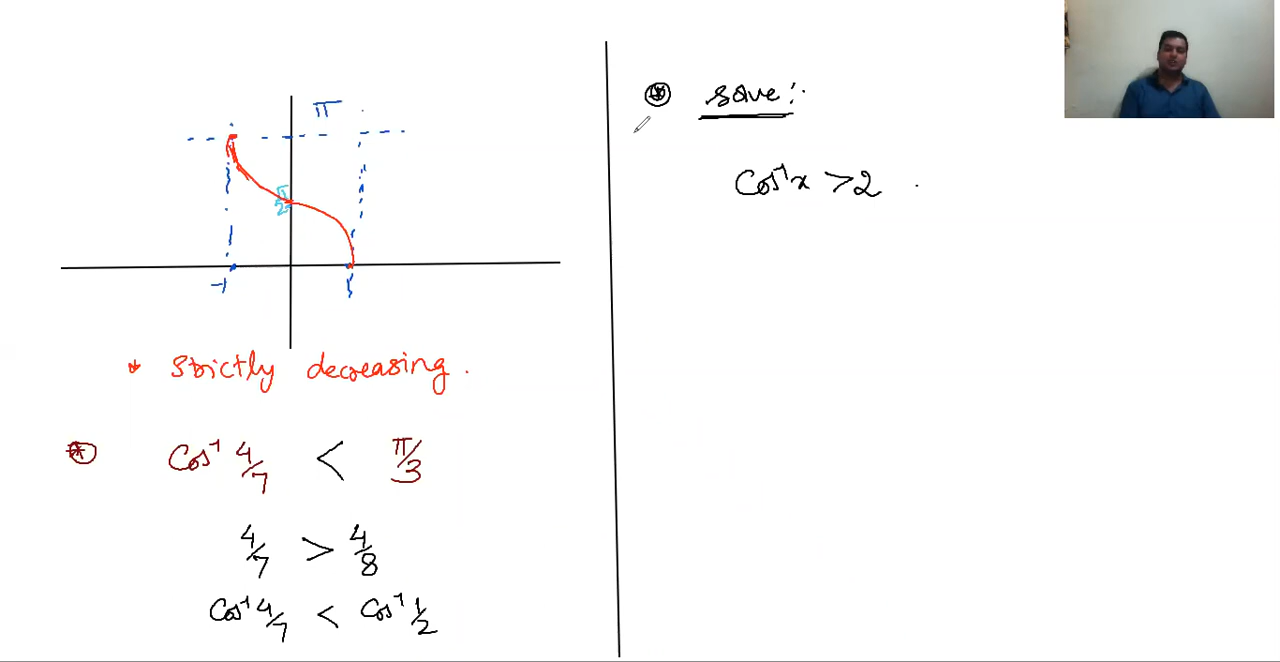 π
π/2
-1 1
* Strictly decreasing.
* Cos⁻¹ 4/7 < π/3
4/7 > 4/8
Cos⁻¹ 4/7 < Cos⁻¹ 1/2
* Solve:
Cos⁻¹x > 2